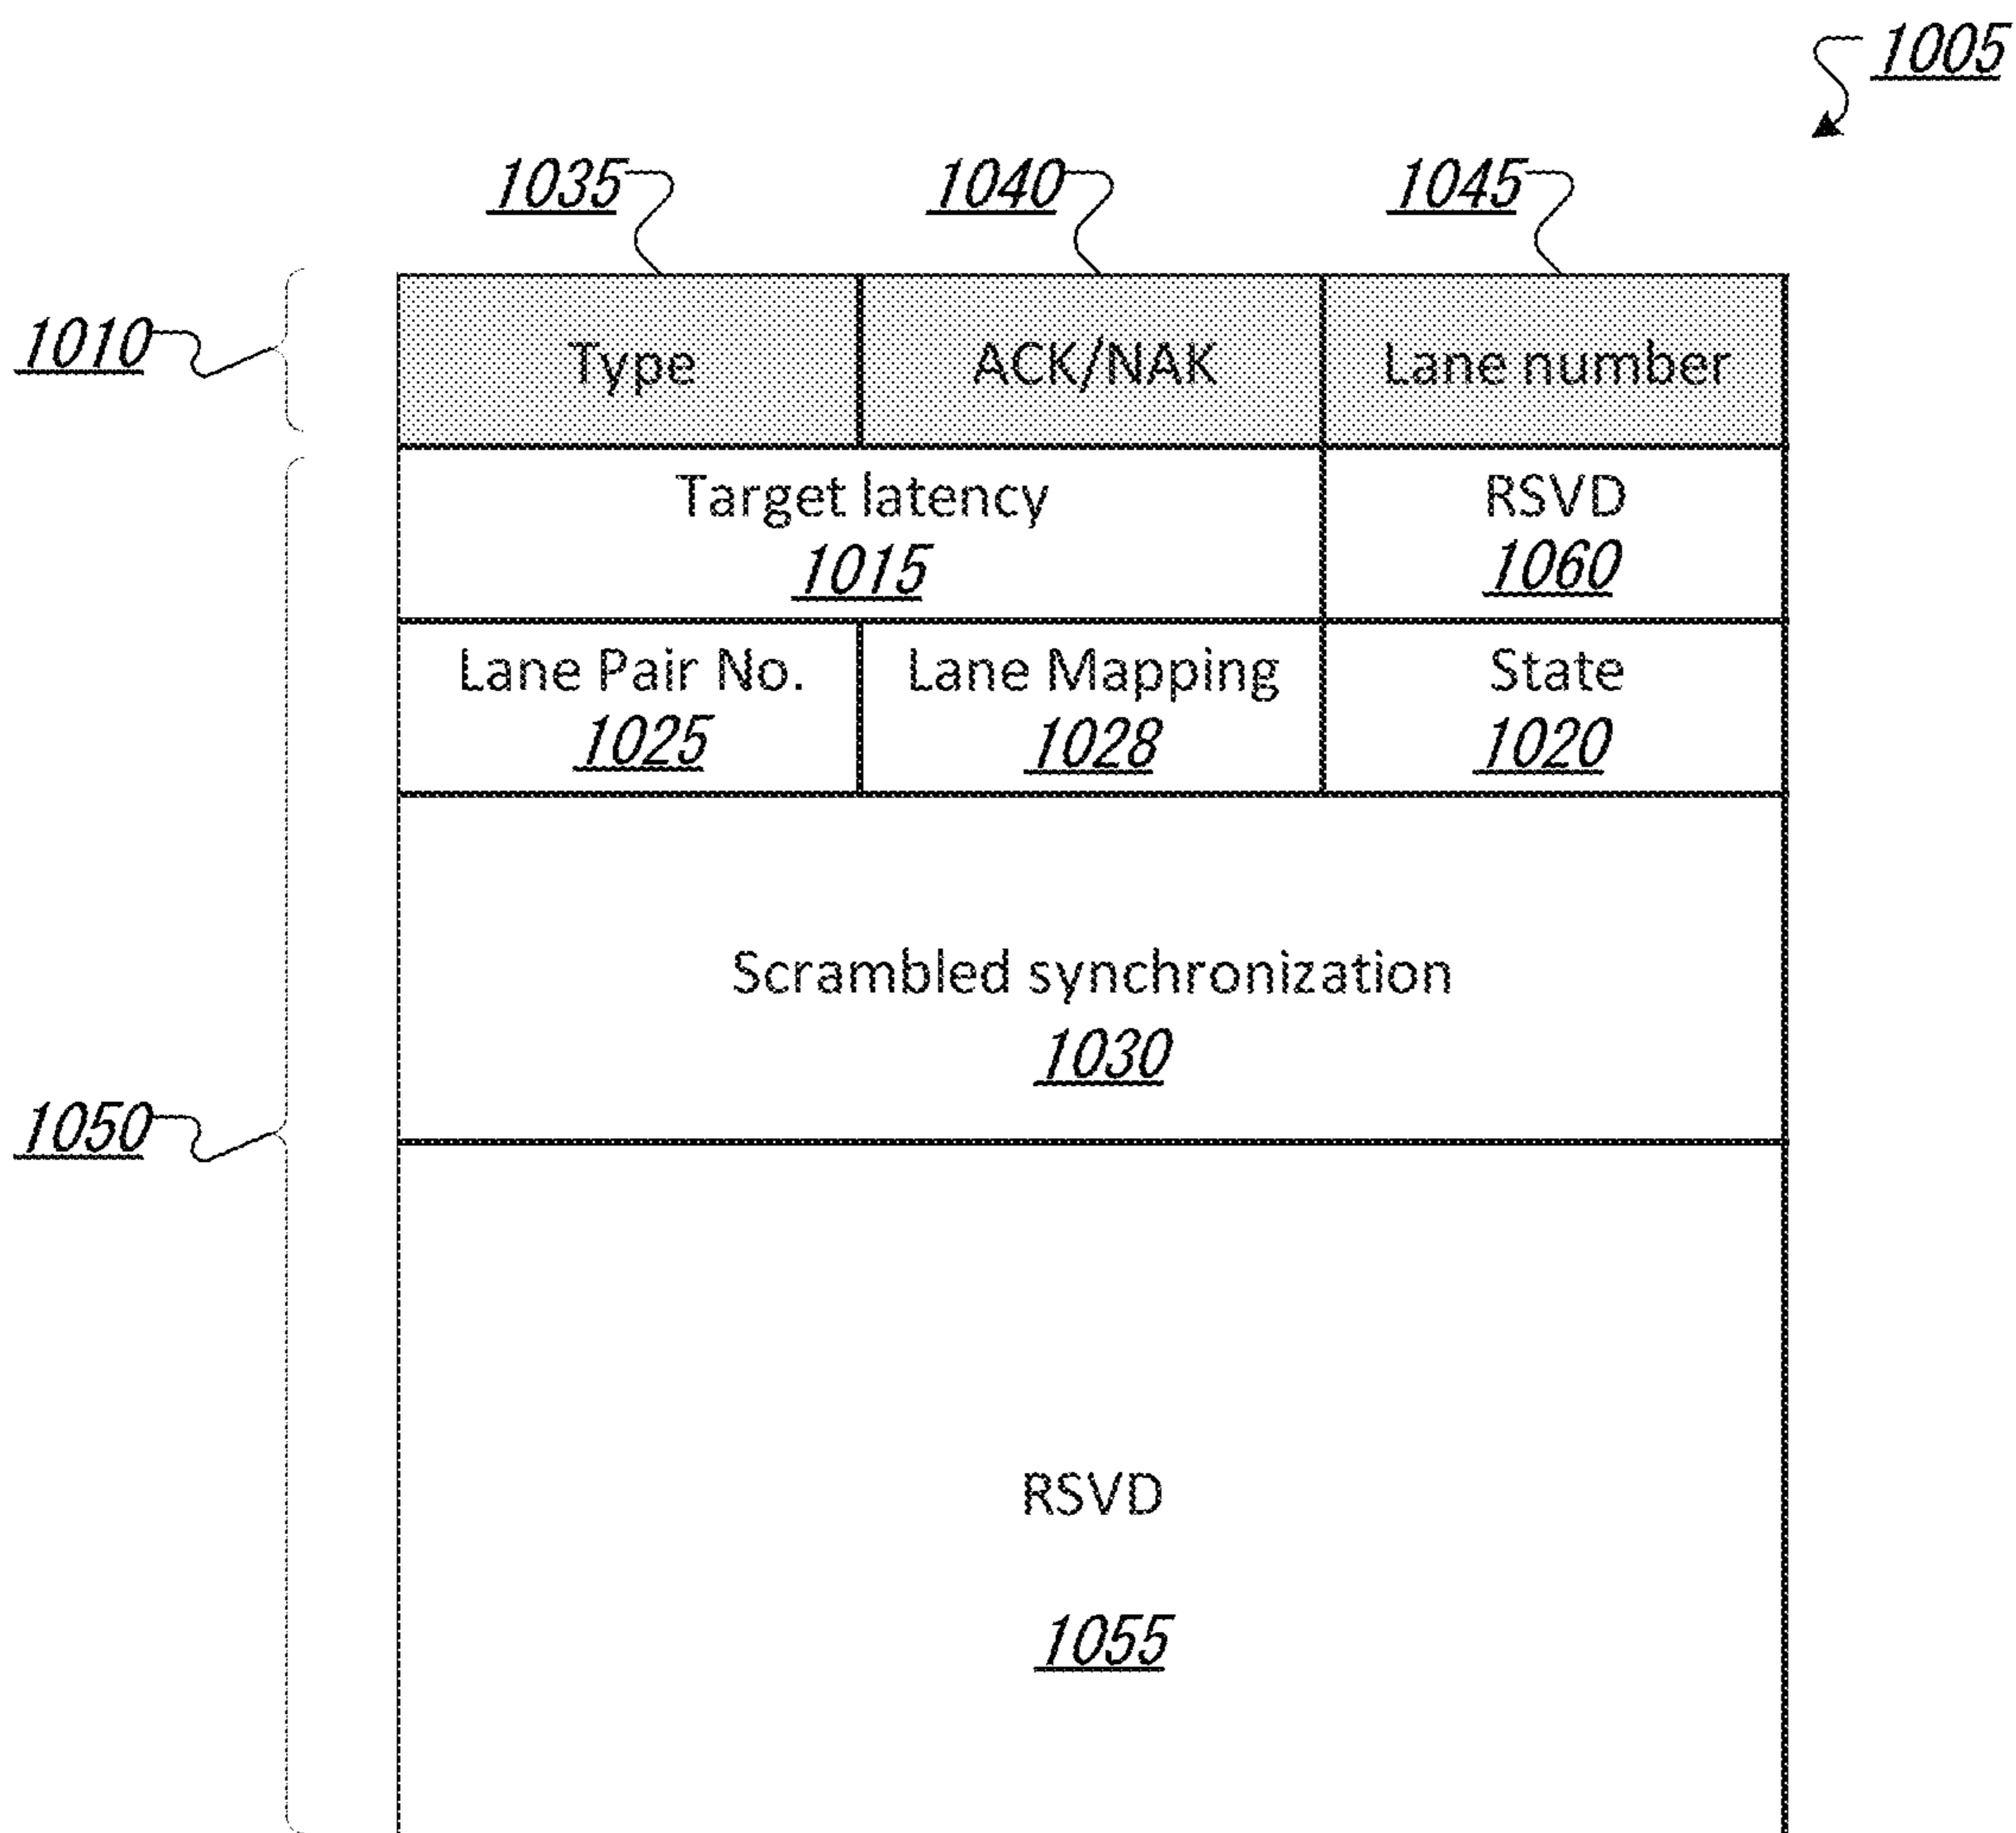 1005
1035 1040 1045
1010
Type ACK/NAK Lane number
Target latency RSVD
1015 1060
Lane Pair No. Lane Mapping State
1025 1028 1020
Scrambled synchronization
1030
1050
RSVD
1055